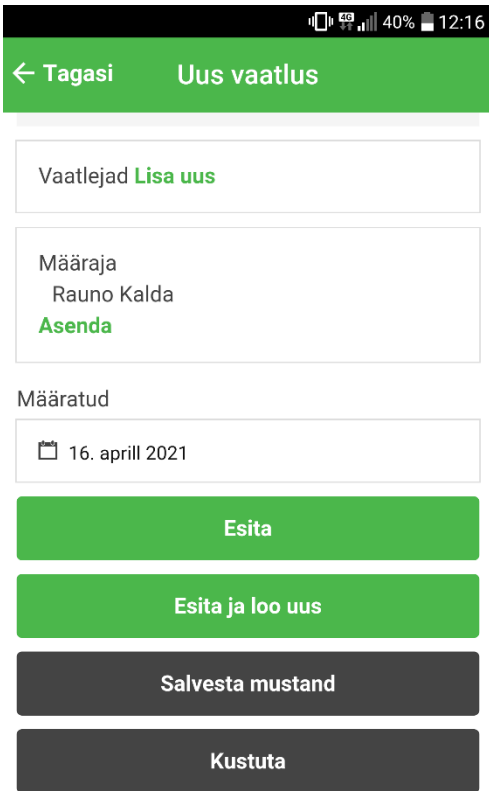 4G 40% 12:16
← Tagasi Uus vaatlus
Vaatlejad Lisa uus
Määraja
Rauno Kalda
Asenda
Määratud
16. aprill 2021
Esita
Esita ja loo uus
Salvesta mustand
Kustuta